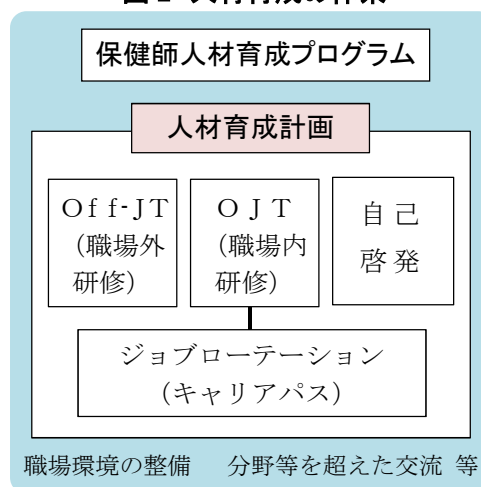 保健師人材育成プログラム
人材育成計画
Off-JT
(職場外
研修)
OJT
(職場内
研修)
自己
啓発
ジョブローテーション
(キャリアパス)
職場環境の整備 分野等を超えた交流 等